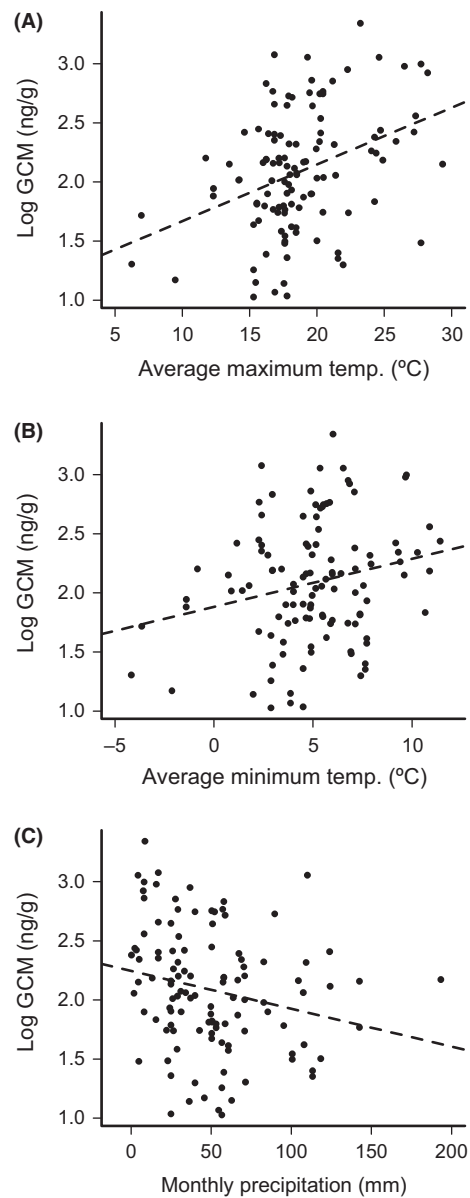 (A)
Log GCM (ng/g)
3.0
2.5
2.0
1.5
1.0
5 10 15 20 25 30
Average maximum temp. (ºC)
(B)
Log GCM (ng/g)
3.0
2.5
2.0
1.5
1.0
–5 0 5 10
Average minimum temp. (ºC)
(C)
Log GCM (ng/g)
3.0
2.5
2.0
1.5
1.0
0 50 100 150 200
Monthly precipitation (mm)